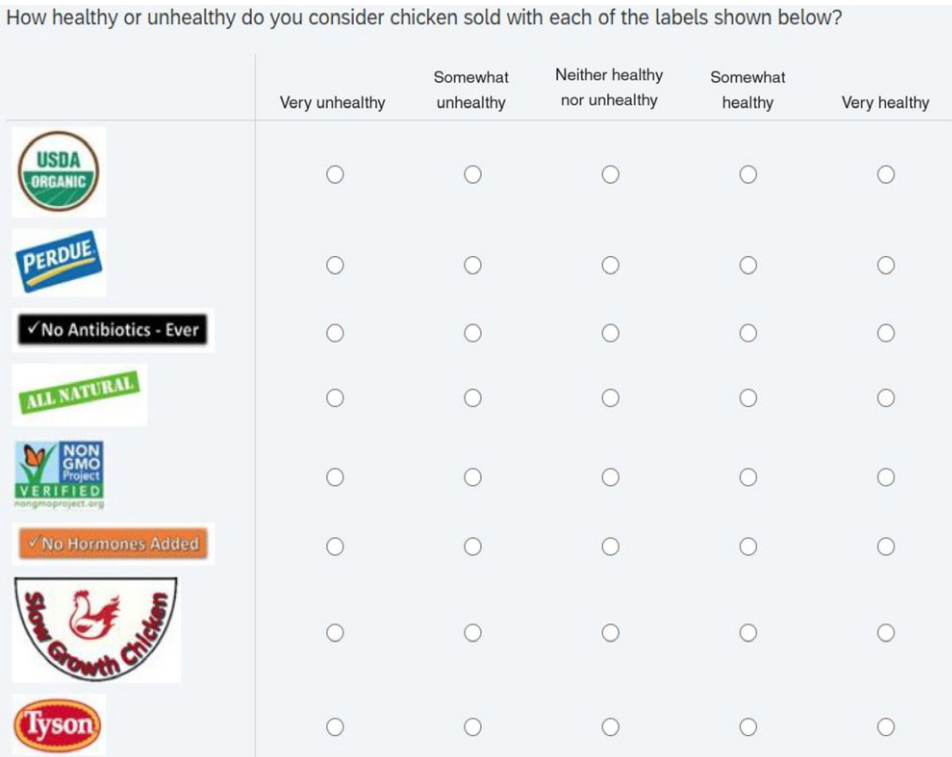 How healthy or unhealthy do you consider chicken sold with each of the labels shown below?
Very unhealthy
Somewhat
unhealthy
Neither healthy
nor unhealthy
Somewhat
healthy
Very healthy
USDA
ORGANIC
PERDUE
✓No Antibiotics - Ever
ALL NATURAL
NON
GMO
Project
VERIFIED
nongmoproject.org
✓No Hormones Added
Slow Growth Chicken
Tyson